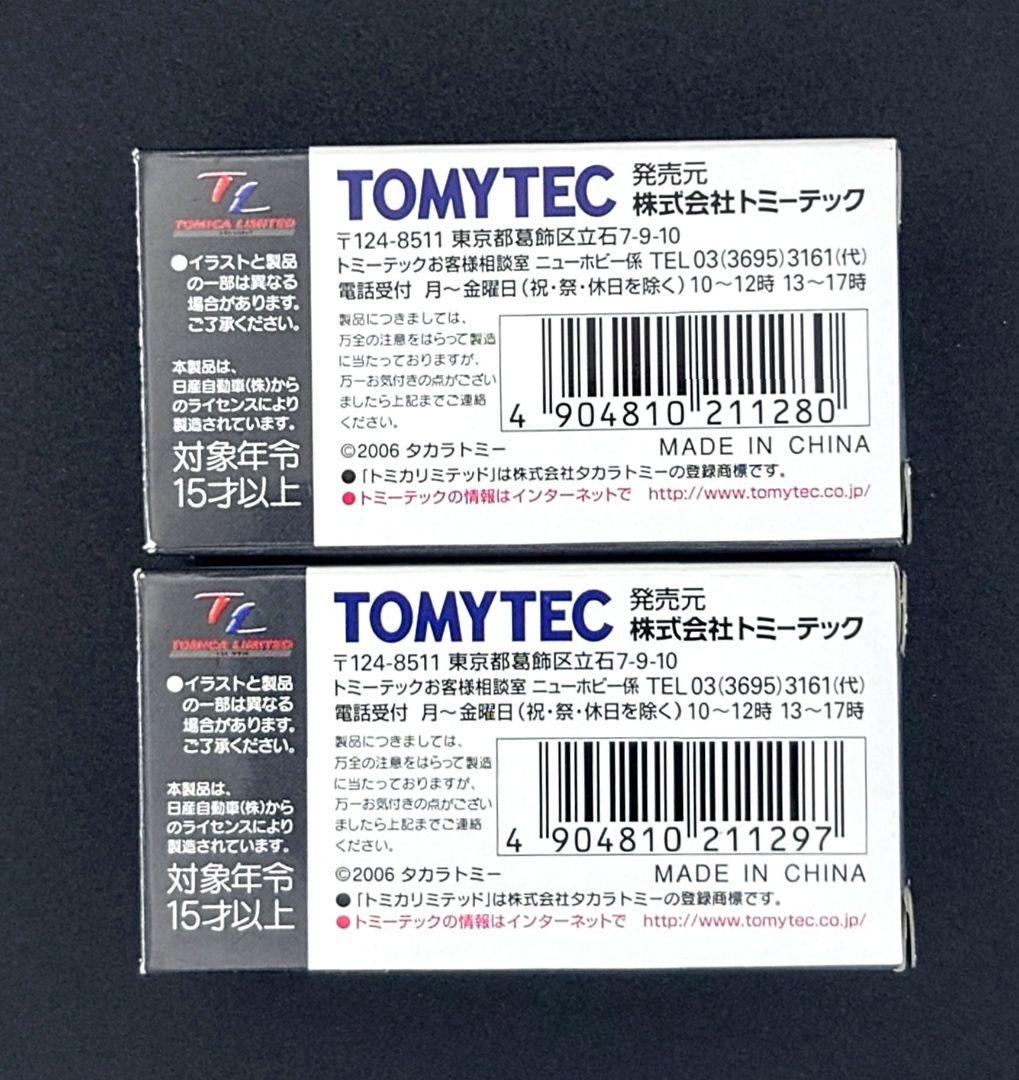 TL
TOMICA LIMITED
●イラストと製品
の一部は異なる
場合があります。
ご了承ください。
本製品は、
日産自動車(株)から
のライセンスにより
製造されています。
対象年令
15才以上
TOMYTEC
発売元
株式会社トミーテック
〒124-8511 東京都葛飾区立石7-9-10
トミーテックお客様相談室 ニューホビー係 TEL 03(3695)3161(代)
電話受付 月〜金曜日(祝・祭・休日を除く)10〜12時 13〜17時
製品につきましては、
万全の注意をはらって製造
に当たっておりますが、
万一お気付きの点がござい
ましたら上記までご連絡
ください。
4 904810 211280
©2006 タカラトミー
MADE IN CHINA
●「トミカリミテッド」は株式会社タカラトミーの登録商標です。
●トミーテックの情報はインターネットで http://www.tomytec.co.jp/
TL
TOMICA LIMITED
●イラストと製品
の一部は異なる
場合があります。
ご了承ください。
本製品は、
日産自動車(株)から
のライセンスにより
製造されています。
対象年令
15才以上
TOMYTEC
発売元
株式会社トミーテック
〒124-8511 東京都葛飾区立石7-9-10
トミーテックお客様相談室 ニューホビー係 TEL 03(3695)3161(代)
電話受付 月〜金曜日(祝・祭・休日を除く)10〜12時 13〜17時
製品につきましては、
万全の注意をはらって製造
に当たっておりますが、
万一お気付きの点がござい
ましたら上記までご連絡
ください。
4 904810 211297
©2006 タカラトミー
MADE IN CHINA
●「トミカリミテッド」は株式会社タカラトミーの登録商標です。
●トミーテックの情報はインターネットで http://www.tomytec.co.jp/